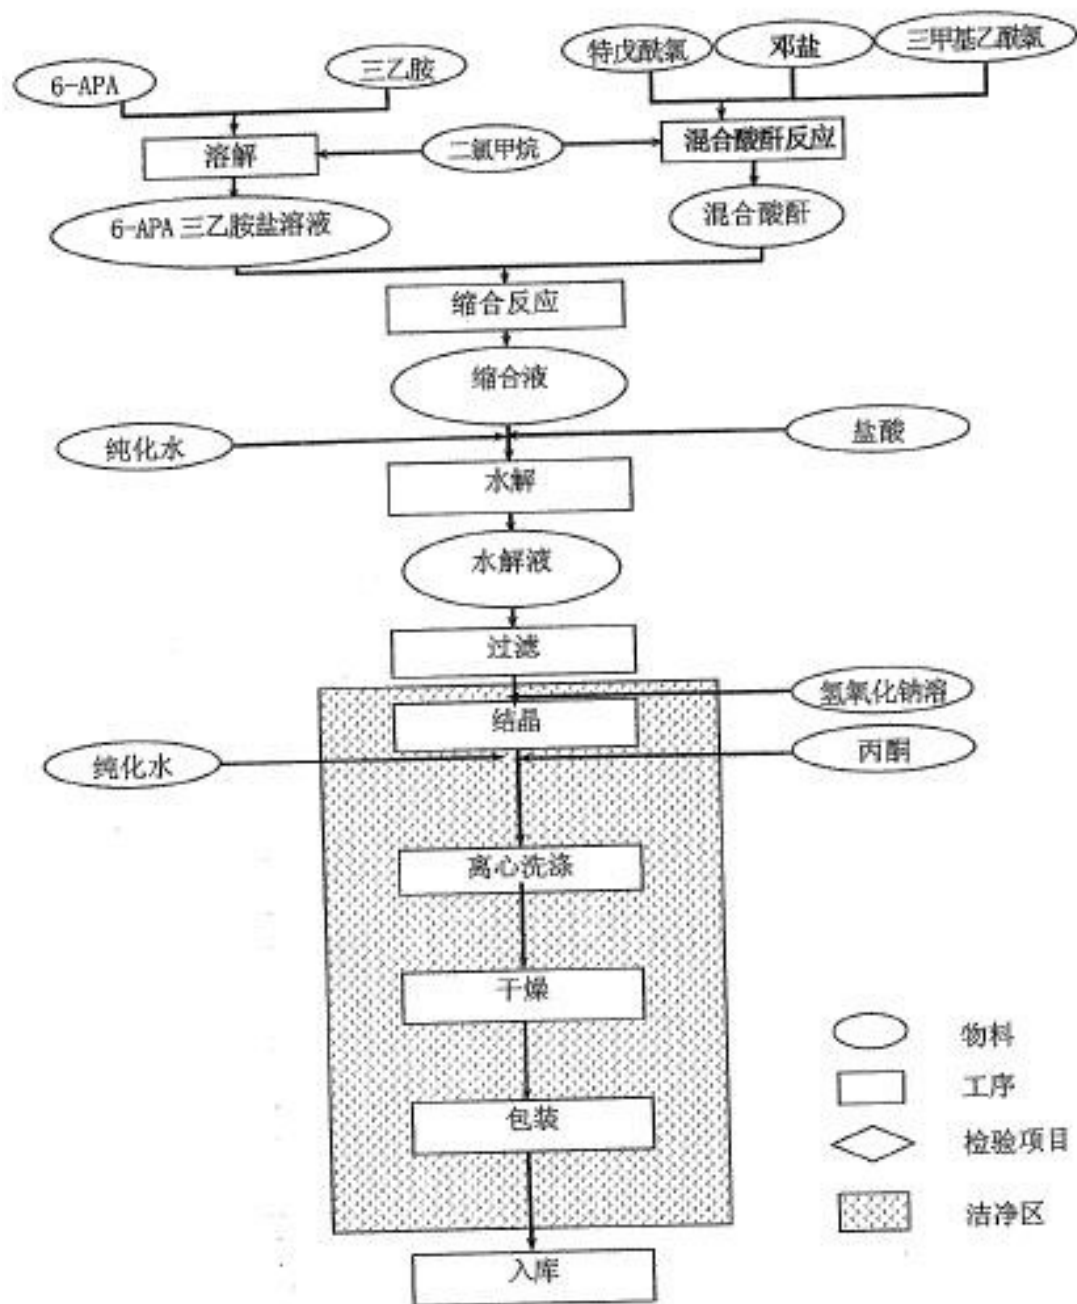 特戊酰氯
邓盐
三甲基乙酰氯
6-APA
三乙胺
溶解
二氯甲烷
混合酸酐反应
6-APA 三乙胺盐溶液
混合酸酐
缩合反应
缩合液
纯化水
盐酸
水解
水解液
过滤
氢氧化钠溶
结晶
纯化水
丙酮
离心洗涤
干燥
包装
入库
物料
工序
检验项目
洁净区